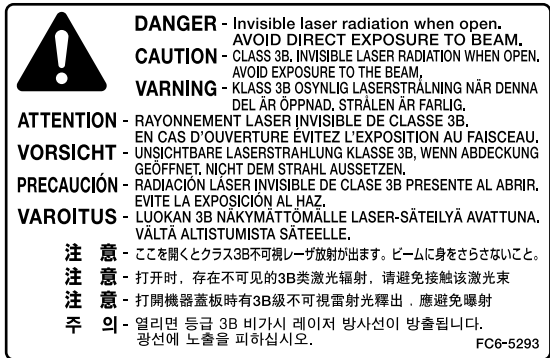 DANGER - Invisible laser radiation when open.
AVOID DIRECT EXPOSURE TO BEAM.
CAUTION - CLASS 3B. INVISIBLE LASER RADIATION WHEN OPEN.
AVOID EXPOSURE TO THE BEAM.
VARNING - KLASS 3B OSYNLIG LASERSTRÅLNING NÄR DENNA
DEL ÄR ÖPPNAD. STRÅLEN ÄR FARLIG.
ATTENTION - RAYONNEMENT LASER INVISIBLE DE CLASSE 3B.
EN CAS D'OUVERTURE ÉVITEZ L'EXPOSITION AU FAISCEAU.
VORSICHT - UNSICHTBARE LASERSTRAHLUNG KLASSE 3B, WENN ABDECKUNG
GEÖFFNET. NICHT DEM STRAHL AUSSETZEN.
PRECAUCIÓN - RADIACIÓN LÁSER INVISIBLE DE CLASE 3B PRESENTE AL ABRIR.
EVITE LA EXPOSICIÓN AL HAZ.
VAROITUS - LUOKAN 3B NÄKYMÄTTÖMÄLLE LASER-SÄTEILYÄ AVATTUNA.
VÄLTÄ ALTISTUMISTA SÄTEELLE.
注 意 - ここを開くとクラス3B不可視レーザ放射が出ます。ビームに身をさらさないこと。
注 意 - 打开时，存在不可见的3B类激光辐射，请避免接触该激光束
注 意 - 打開機器蓋板時有3B級不可視雷射光釋出﹐應避免曝射
주 의 - 열리면 등급 3B 비가시 레이저 방사선이 방출됩니다.
광선에 노출을 피하십시오.
FC6-5293